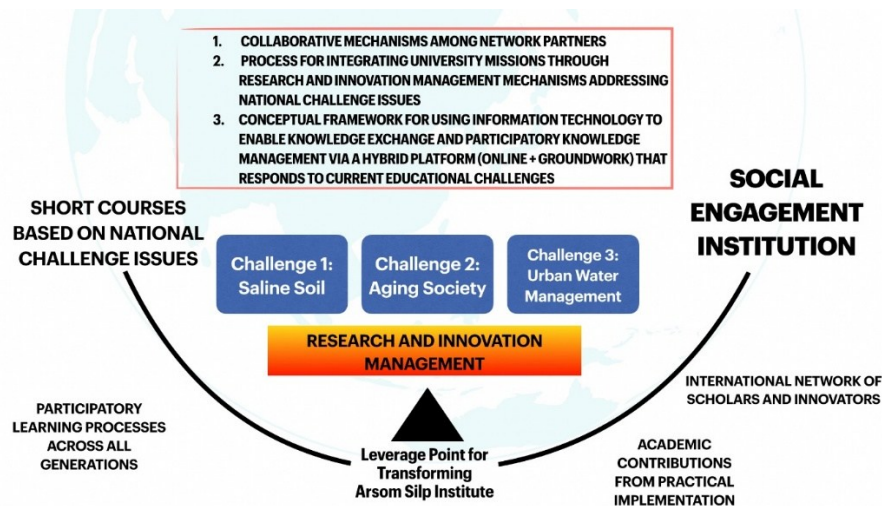 1. COLLABORATIVE MECHANISMS AMONG NETWORK PARTNERS
2. PROCESS FOR INTEGRATING UNIVERSITY MISSIONS THROUGH
RESEARCH AND INNOVATION MANAGEMENT MECHANISMS ADDRESSING
NATIONAL CHALLENGE ISSUES
3. CONCEPTUAL FRAMEWORK FOR USING INFORMATION TECHNOLOGY TO
ENABLE KNOWLEDGE EXCHANGE AND PARTICIPATORY KNOWLEDGE
MANAGEMENT VIA A HYBRID PLATFORM (ONLINE + GROUNDWORK) THAT
RESPONDS TO CURRENT EDUCATIONAL CHALLENGES
SHORT COURSES
BASED ON NATIONAL
CHALLENGE ISSUES
SOCIAL
ENGAGEMENT
INSTITUTION
Challenge 1:
Saline Soil
Challenge 2:
Aging Society
Challenge 3:
Urban Water
Management
RESEARCH AND INNOVATION
MANAGEMENT
PARTICIPATORY
LEARNING PROCESSES
ACROSS ALL
GENERATIONS
Leverage Point for
Transforming
Arsom Silp Institute
INTERNATIONAL NETWORK OF
SCHOLARS AND INNOVATORS
ACADEMIC
CONTRIBUTIONS
FROM PRACTICAL
IMPLEMENTATION